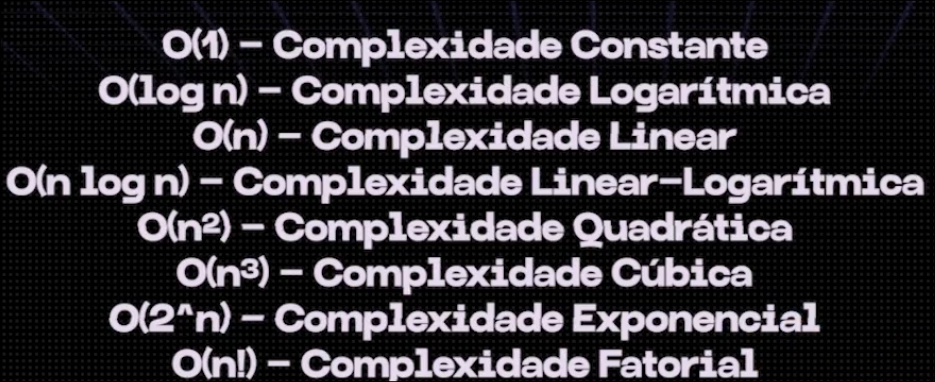 O(1) – Complexidade Constante
O(log n) – Complexidade Logarítmica
O(n) – Complexidade Linear
O(n log n) – Complexidade Linear-Logarítmica
O(n²) – Complexidade Quadrática
O(n³) – Complexidade Cúbica
O(2^n) – Complexidade Exponencial
O(n!) – Complexidade Fatorial